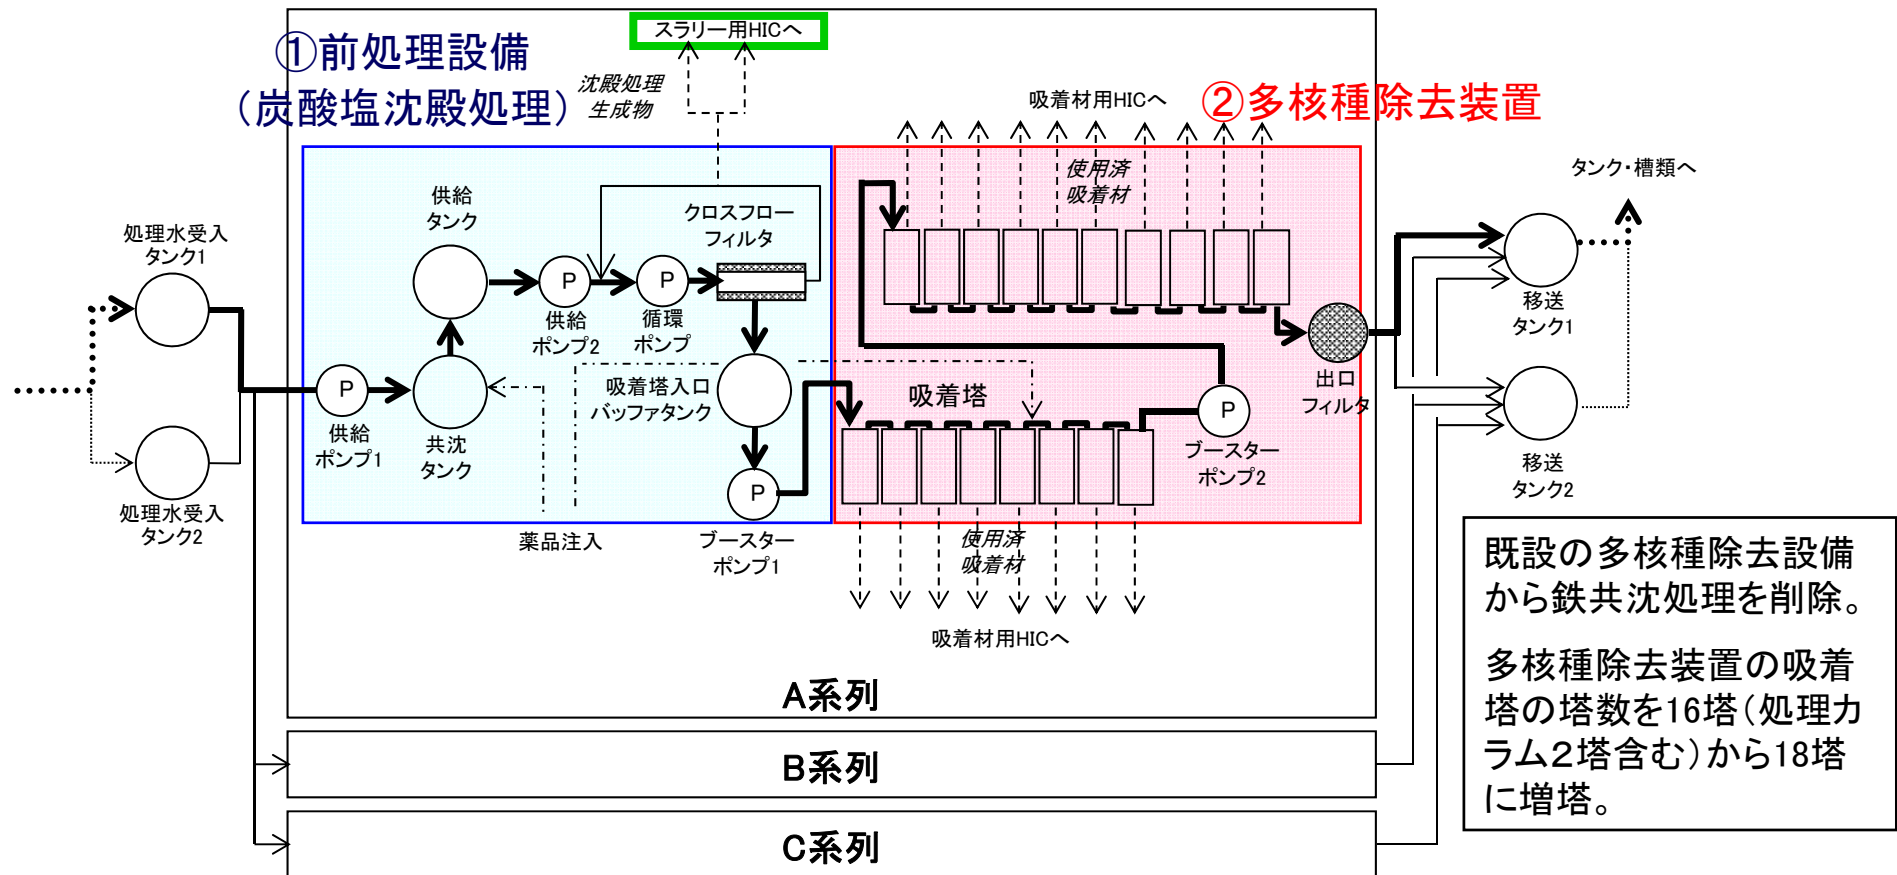 スラリー用HICへ
①前処理設備
（炭酸塩沈殿処理）
沈殿処理
生成物
吸着材用HICへ
②多核種除去装置
使用済
吸着材
タンク・槽類へ
供給
タンク
クロスフロー
フィルタ
処理水受入
タンク1
P
P
供給
ポンプ2
循環
ポンプ
移送
タンク1
P
供給
ポンプ1
共沈
タンク
吸着塔入口
バッファタンク
吸着塔
P
ブースター
ポンプ2
出口
フィルタ
移送
タンク2
処理水受入
タンク2
P
薬品注入
ブースター
ポンプ1
使用済
吸着材
吸着材用HICへ
既設の多核種除去設備
から鉄共沈処理を削除。
多核種除去装置の吸着
塔の塔数を16塔（処理カ
ラム２塔含む）から18塔
に増塔。
A系列
B系列
C系列